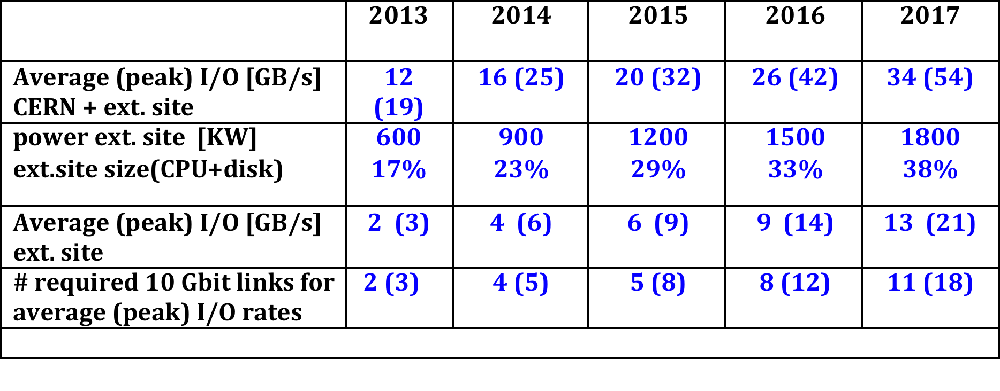 2013 2014 2015 2016 2017
Average (peak) I/O [GB/s] 12 16 (25) 20 (32) 26 (42) 34 (54)
CERN + ext. site (19)
power ext. site [KW] 600 900 1200 1500 1800
ext.site size(CPU+disk) 17% 23% 29% 33% 38%
Average (peak) I/O [GB/s] 2 (3) 4 (6) 6 (9) 9 (14) 13 (21)
ext. site
# required 10 Gbit links for 2 (3) 4 (5) 5 (8) 8 (12) 11 (18)
average (peak) I/O rates